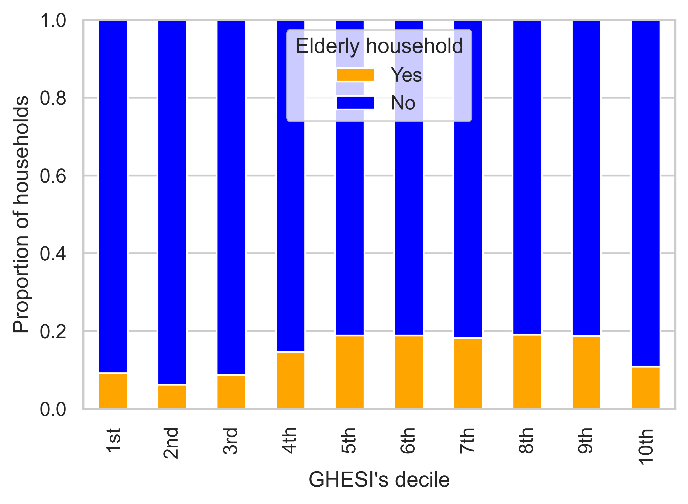 Elderly household
Yes
No
Proportion of households
1.0
0.8
0.6
0.4
0.2
0.0
1st
2nd
3rd
4th
5th
6th
7th
8th
9th
10th
GHESI's decile